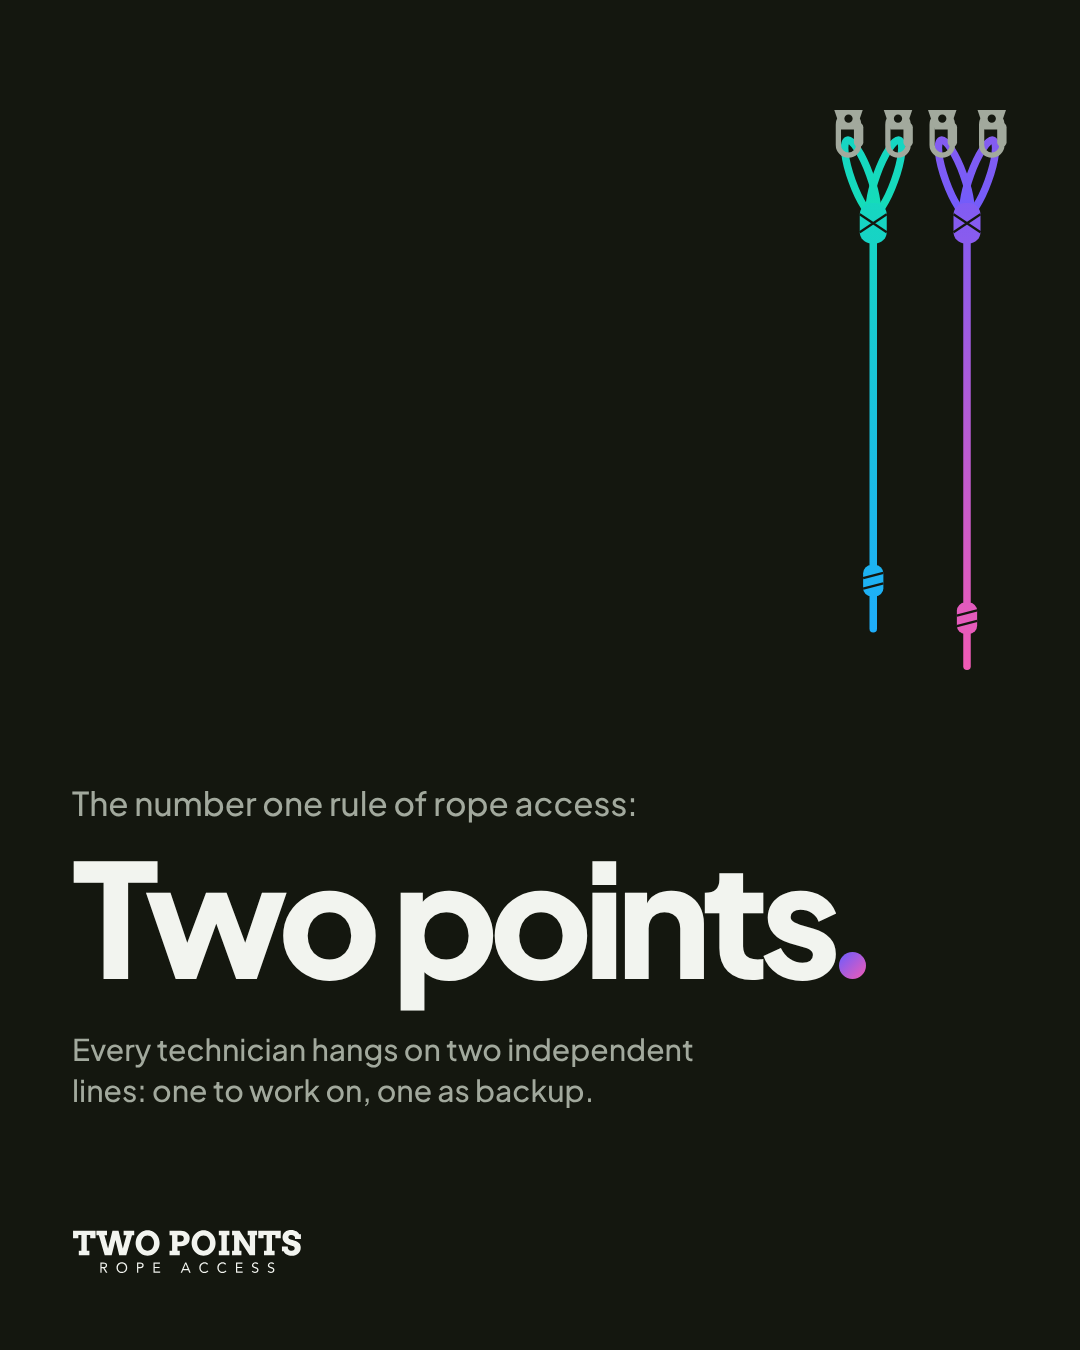 The number one rule of rope access:
Two points.
Every technician hangs on two independent
lines: one to work on, one as backup.
TWO POINTS
ROPE ACCESS